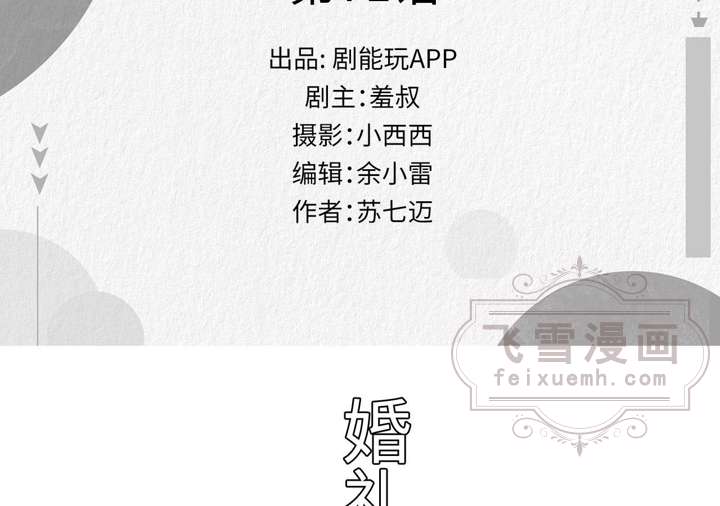 出品: 剧能玩APP
剧主:羞叔
摄影:小西西
编辑:余小雷
作者:苏七迈
飞雪漫画
feixuemh.com
婚
礼